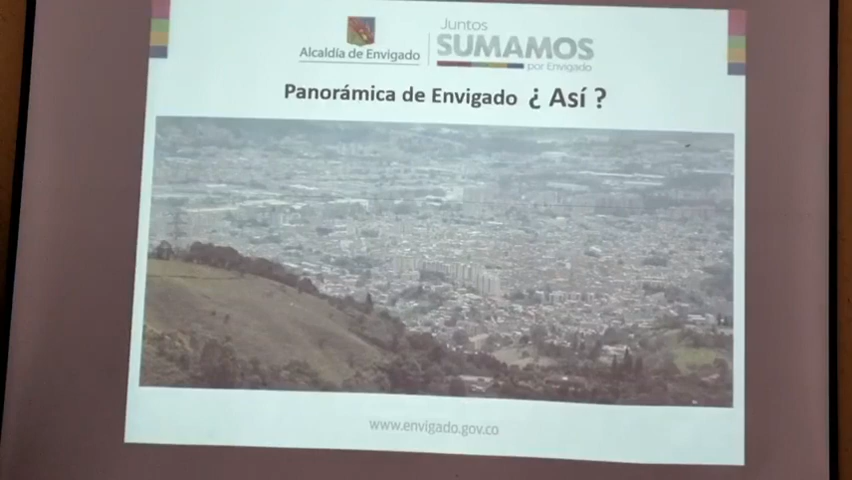 Alcaldía de Envigado
Juntos
SUMAMOS
por Envigado
Panorámica de Envigado ¿ Así ?
www.envigado.gov.co